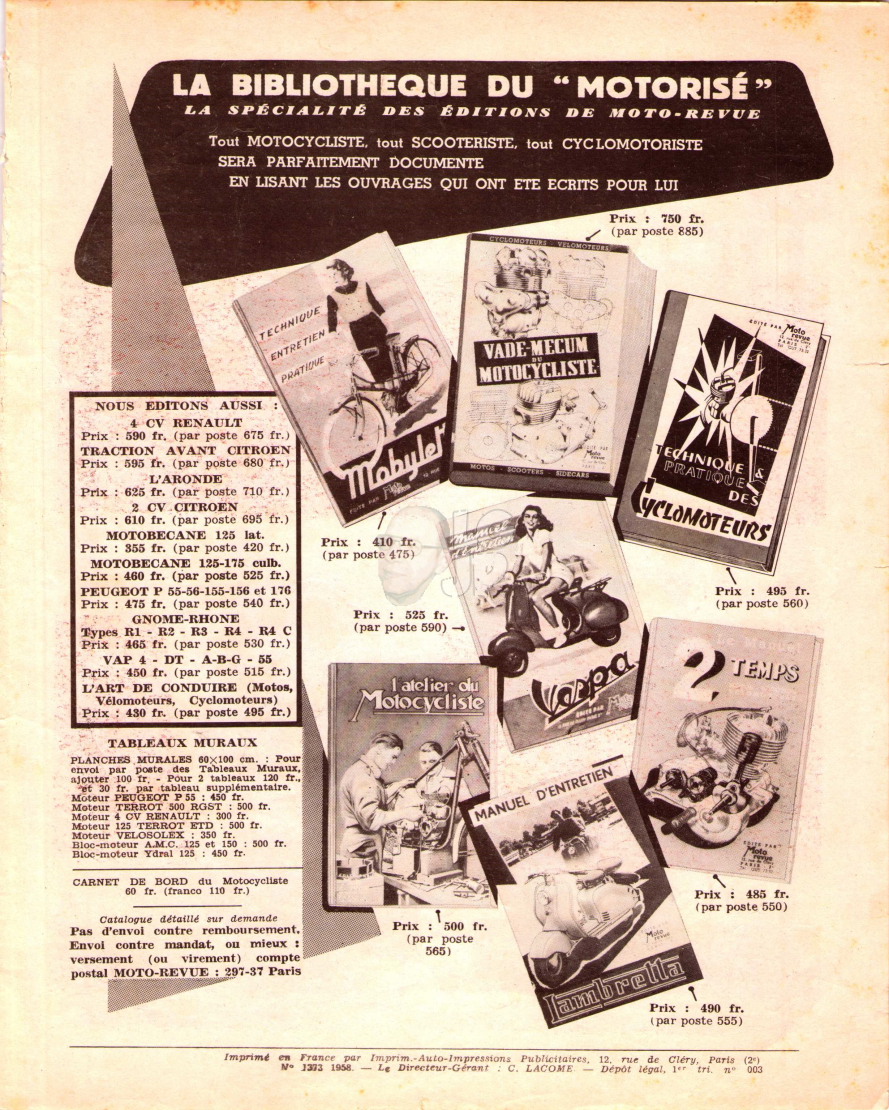 LA BIBLIOTHEQUE DU “ MOTORISÉ ”
LA SPÉCIALITÉ DES ÉDITIONS DE MOTO-REVUE
Tout MOTOCYCLISTE, tout SCOOTERISTE, tout CYCLOMOTORISTE
SERA PARFAITEMENT DOCUMENTE
EN LISANT LES OUVRAGES QUI ONT ETE ECRITS POUR LUI
Prix : 750 fr.
(par poste 885)
TECHNIQUE
ENTRETIEN
PRATIQUE
Mobylette
Prix : 410 fr.
(par poste 475)
CYCLOMOTEURS - VELOMOTEURS
VADE-MECUM
DU
MOTOCYCLISTE
EDITÉ PAR
Moto
revue
MOTOS - SCOOTERS - SIDECARS
EDITÉ PAR Moto
revue
TECHNIQUE &
PRATIQUE
DES
CYCLOMOTEURS
Prix : 495 fr.
(par poste 560)
Manuel
d'entretien
Vespa
EDITÉ PAR
Prix : 525 fr.
(par poste 590)
NOUS EDITONS AUSSI :
4 CV RENAULT
Prix : 590 fr. (par poste 675 fr.)
TRACTION AVANT CITROEN
Prix : 595 fr. (par poste 680 fr.)
L'ARONDE
Prix : 625 fr. (par poste 710 fr.)
2 CV CITROEN
Prix : 610 fr. (par poste 695 fr.)
MOTOBECANE 125 lat.
Prix : 355 fr. (par poste 420 fr.)
MOTOBECANE 125-175 culb.
Prix : 460 fr. (par poste 525 fr.)
PEUGEOT P 55-56-155-156 et 176
Prix : 475 fr. (par poste 540 fr.)
GNOME-RHONE
Types R1 - R2 - R3 - R4 - R4 C
Prix : 465 fr. (par poste 530 fr.)
VAP 4 - DT - A-B-G - 55
Prix : 450 fr. (par poste 515 fr.)
L'ART DE CONDUIRE (Motos,
Vélomoteurs, Cyclomoteurs)
Prix : 430 fr. (par poste 495 fr.)
TABLEAUX MURAUX
PLANCHES MURALES 60×100 cm. : Pour
envoi par poste des Tableaux Muraux,
ajouter 100 fr. - Pour 2 tableaux 120 fr.,
et 30 fr. par tableau supplémentaire.
Moteur PEUGEOT P 55 : 450 fr.
Moteur TERROT 500 RGST : 500 fr.
Moteur 4 CV RENAULT : 300 fr.
Moteur 125 TERROT ETD : 500 fr.
Moteur VELOSOLEX : 350 fr.
Bloc-moteur A.M.C. 125 et 150 : 500 fr.
Bloc-moteur Ydral 125 : 450 fr.
CARNET DE BORD du Motocycliste
60 fr. (franco 110 fr.)
Catalogue détaillé sur demande
Pas d'envoi contre remboursement.
Envoi contre mandat, ou mieux :
versement (ou virement) compte
postal MOTO-REVUE : 297-37 Paris
l'atelier du
Motocycliste
Prix : 500 fr.
(par poste
565)
2 TEMPS
EDITÉ PAR
Moto
revue
Prix : 485 fr.
(par poste 550)
MANUEL D'ENTRETIEN
Moto
revue
Lambretta
Prix : 490 fr.
(par poste 555)
Imprimé en France par Imprim.-Auto-Impressions Publicitaires, 12, rue de Cléry, Paris (2e)
No 1373 1958. — Le Directeur-Gérant : C. LACOME. — Dépôt légal, 1er tri. n° 003